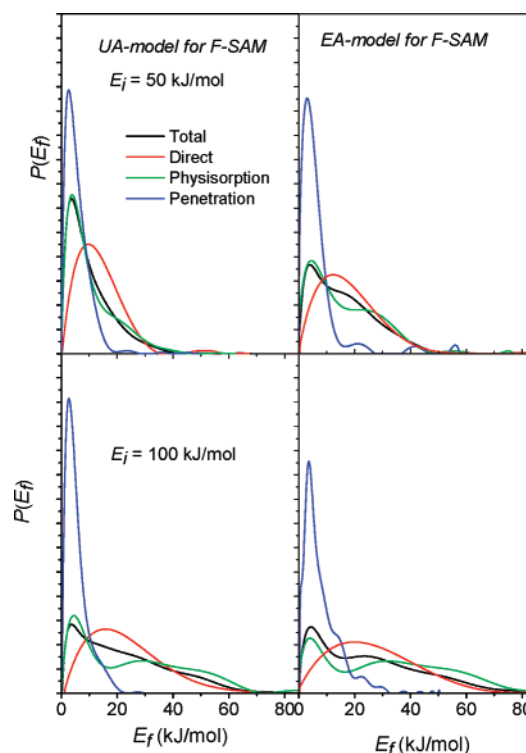 UA-model for F-SAM
EA-model for F-SAM
Ei = 50 kJ/mol
Total
Direct
Physisorption
Penetration
P(Ef)
Ei = 100 kJ/mol
P(Ef)
0 20 40 60 80 0 20 40 60 80
Ef (kJ/mol)
Ef (kJ/mol)